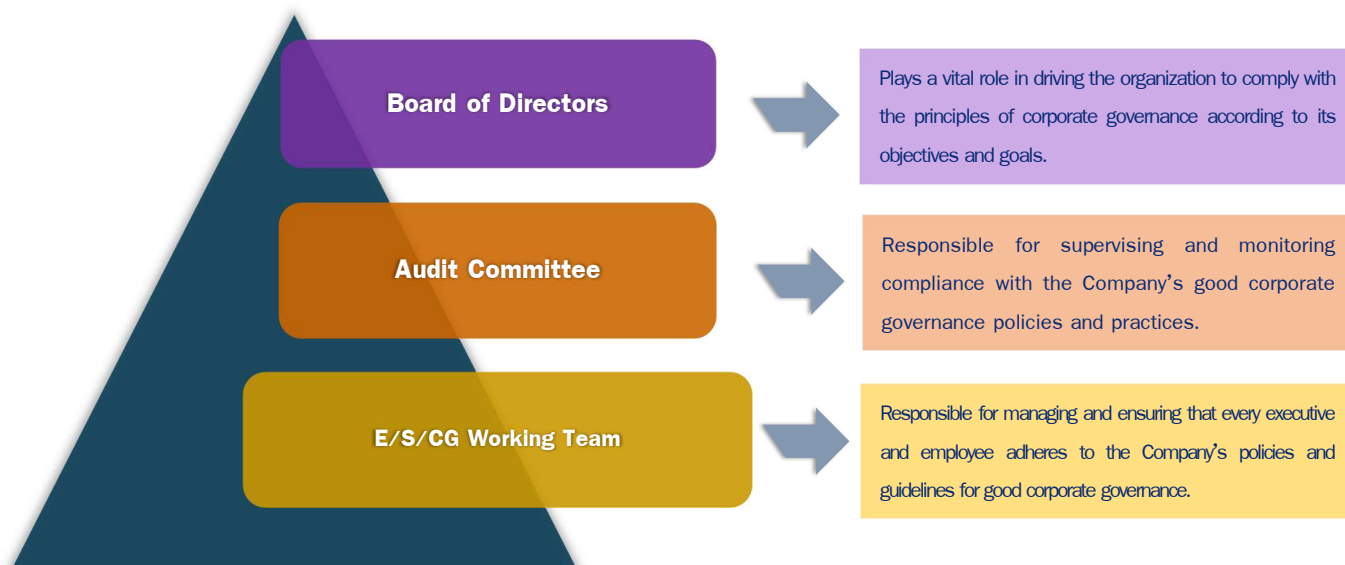 Board of Directors
Plays a vital role in driving the organization to comply with
the principles of corporate governance according to its
objectives and goals.
Audit Committee
Responsible for supervising and monitoring
compliance with the Company’s good corporate
governance policies and practices.
E/S/CG Working Team
Responsible for managing and ensuring that every executive
and employee adheres to the Company’s policies and
guidelines for good corporate governance.